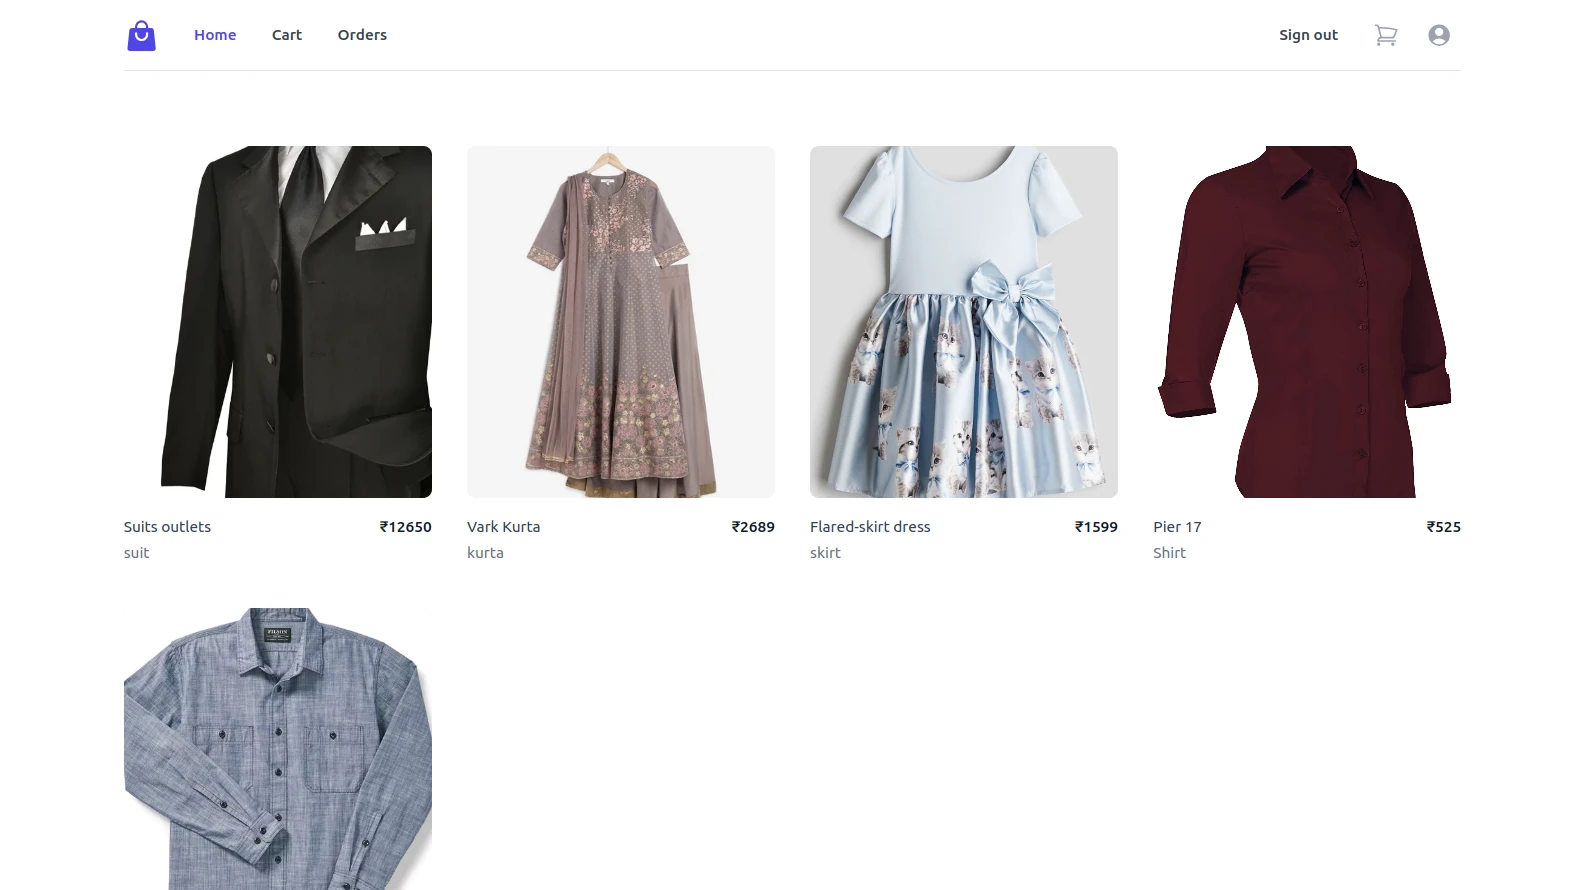 Home Cart Orders Sign out
Suits outlets ₹12650
suit
Vark Kurta ₹2689
kurta
Flared-skirt dress ₹1599
skirt
Pier 17 ₹525
Shirt
FILSON